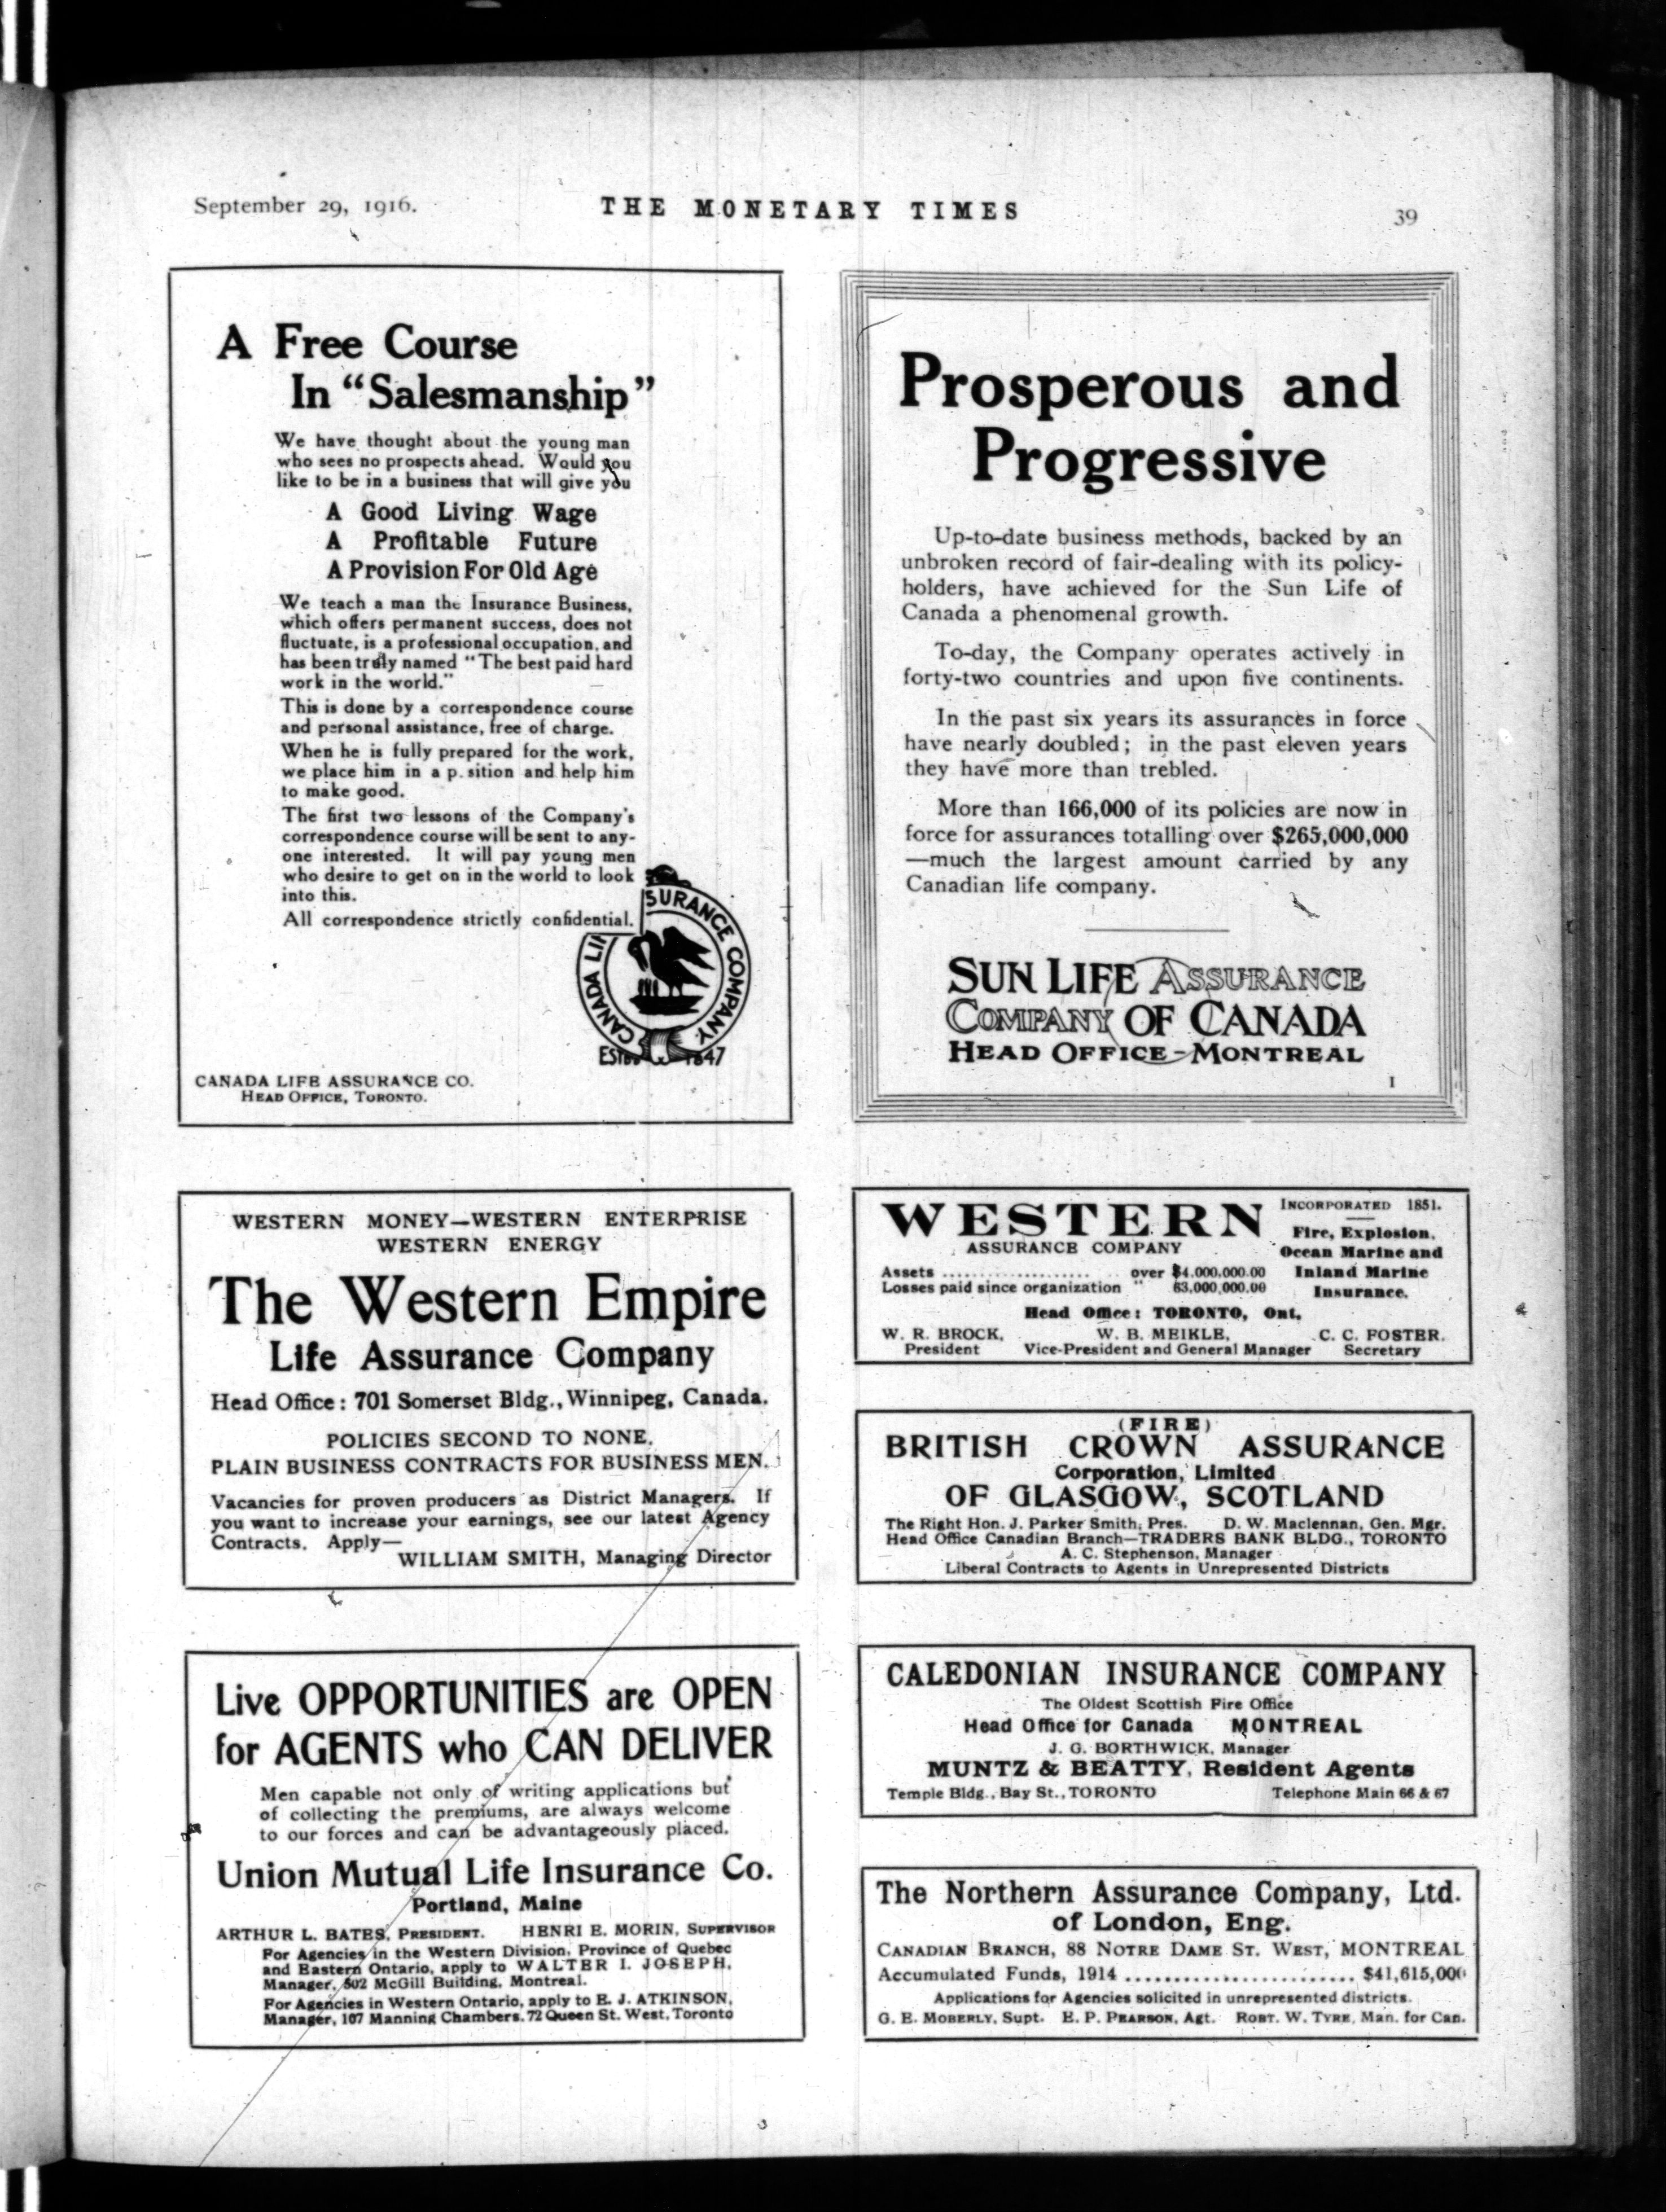 September 29, 1916.
THE MONETARY TIMES
39
A Free Course
In “Salesmanship”
We have thought about the young man
who sees no prospects ahead. Would you
like to be in a business that will give you
A Good Living Wage
A Profitable Future
A Provision For Old Age
We teach a man the Insurance Business,
which offers permanent success, does not
fluctuate, is a professional occupation, and
has been truly named “The best paid hard
work in the world.”
This is done by a correspondence course
and personal assistance, free of charge.
When he is fully prepared for the work,
we place him in a p.sition and help him
to make good.
The first two lessons of the Company's
correspondence course will be sent to any-
one interested. It will pay young men
who desire to get on in the world to look
into this.
All correspondence strictly confidential.
CANADA LI
SURANCE COMPANY.
1847
CANADA LIFE ASSURANCE CO.
HEAD OFFICE, TORONTO.
Prosperous and
Progressive
Up-to-date business methods, backed by an
unbroken record of fair-dealing with its policy-
holders, have achieved for the Sun Life of
Canada a phenomenal growth.
To-day, the Company operates actively in
forty-two countries and upon five continents.
In the past six years its assurances in force
have nearly doubled; in the past eleven years
they have more than trebled.
More than 166,000 of its policies are now in
force for assurances totalling over $265,000,000
—much the largest amount carried by any
Canadian life company.
SUN LIFE ASSURANCE
COMPANY OF CANADA
HEAD OFFICE-MONTREAL
1
WESTERN MONEY—WESTERN ENTERPRISE
WESTERN ENERGY
The Western Empire
Life Assurance Company
Head Office: 701 Somerset Bldg., Winnipeg, Canada.
POLICIES SECOND TO NONE.
PLAIN BUSINESS CONTRACTS FOR BUSINESS MEN.
Vacancies for proven producers as District Managers. If
you want to increase your earnings, see our latest Agency
Contracts. Apply—
WILLIAM SMITH, Managing Director
WESTERN
ASSURANCE COMPANY
INCORPORATED 1851.
Fire, Explosion,
Ocean Marine and
Inland Marine
Insurance.
Assets .................... over $4,000,000.00
Losses paid since organization " 63,000,000.00
Head Office: TORONTO, Ont.
W. R. BROCK, W. B. MEIKLE, C. C. FOSTER,
President Vice-President and General Manager Secretary
(FIRE)
BRITISH CROWN ASSURANCE
Corporation, Limited
OF GLASGOW, SCOTLAND
The Right Hon. J. Parker Smith, Pres. D. W. Maclennan, Gen. Mgr.
Head Office Canadian Branch—TRADERS BANK BLDG., TORONTO
A. C. Stephenson, Manager
Liberal Contracts to Agents in Unrepresented Districts
Live OPPORTUNITIES are OPEN
for AGENTS who CAN DELIVER
Men capable not only of writing applications but
of collecting the premiums, are always welcome
to our forces and can be advantageously placed.
Union Mutual Life Insurance Co.
Portland, Maine
ARTHUR L. BATES, PRESIDENT. HENRI E. MORIN, SUPERVISOR
For Agencies in the Western Division, Province of Quebec
and Eastern Ontario, apply to WALTER I. JOSEPH,
Manager, 502 McGill Building, Montreal.
For Agencies in Western Ontario, apply to E. J. ATKINSON,
Manager, 107 Manning Chambers, 72 Queen St. West, Toronto
CALEDONIAN INSURANCE COMPANY
The Oldest Scottish Fire Office
Head Office for Canada MONTREAL
J. G. BORTHWICK, Manager
MUNTZ & BEATTY, Resident Agents
Temple Bldg., Bay St., TORONTO Telephone Main 66 & 67
The Northern Assurance Company, Ltd.
of London, Eng.
CANADIAN BRANCH, 88 NOTRE DAME ST. WEST, MONTREAL
Accumulated Funds, 1914 ........................ $41,615,000
Applications for Agencies solicited in unrepresented districts.
G. E. MOBERLY, Supt. E. P. PEARSON, Agt. ROBT. W. TYRE, Man. for Can.